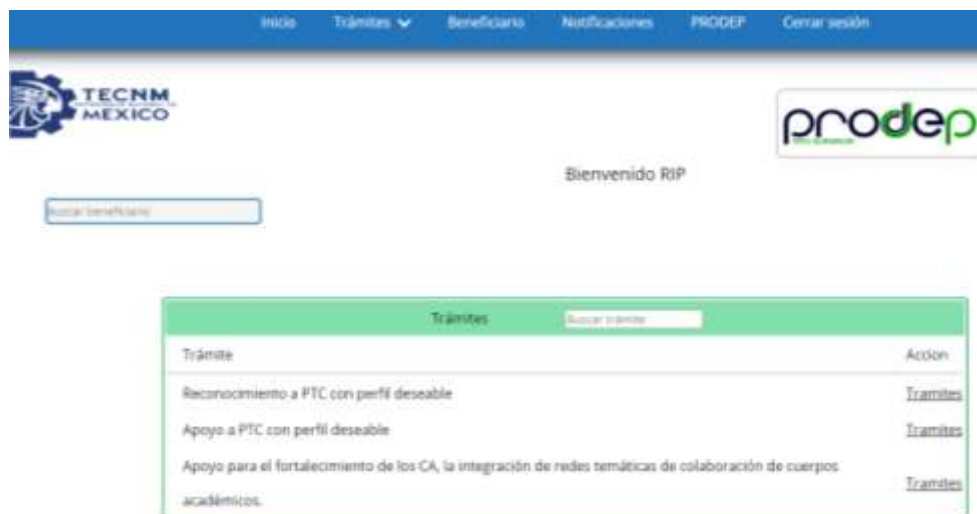 Inicio Trámites Beneficiario Notificaciones PRODEP Cerrar sesión
TECNM
MEXICO
prodep
Bienvenido RIP
Buscar beneficiario
Trámites Buscar trámite
Trámite Accion
Reconocimiento a PTC con perfil deseable Tramites
Apoyo a PTC con perfil deseable Tramites
Apoyo para el fortalecimiento de los CA, la integración de redes temáticas de colaboración de cuerpos
académicos. Tramites